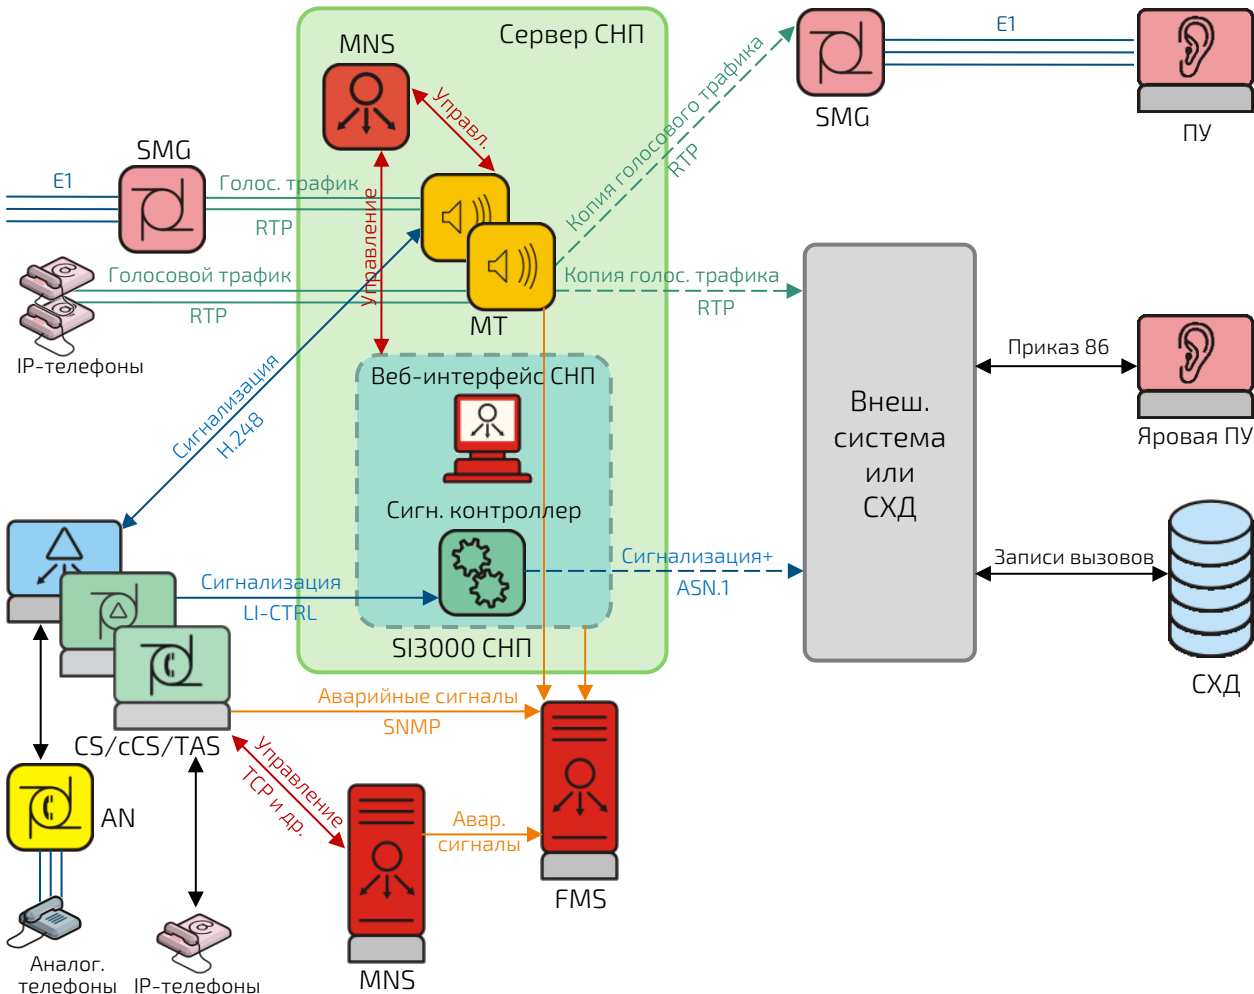 Сервер СНП
MNS
Управл.
SMG
E1
Голос. трафик
RTP
Управление
Голосовой трафик
RTP
IP-телефоны
MT
Копия голосового трафика
RTP
SMG
E1
ПУ
Копия голос. трафика
RTP
Внеш.
система
или
СХД
Приказ 86
Яровая ПУ
Записи вызовов
СХД
Сигнализация
H.248
Веб-интерфейс СНП
Сигн. контроллер
Сигнализация+
ASN.1
Сигнализация
LI-CTRL
SI3000 СНП
Аварийные сигналы
SNMP
CS/cCS/TAS
Управление
TCP и др.
AN
Авар.
сигналы
FMS
MNS
Аналог.
телефоны
IP-телефоны